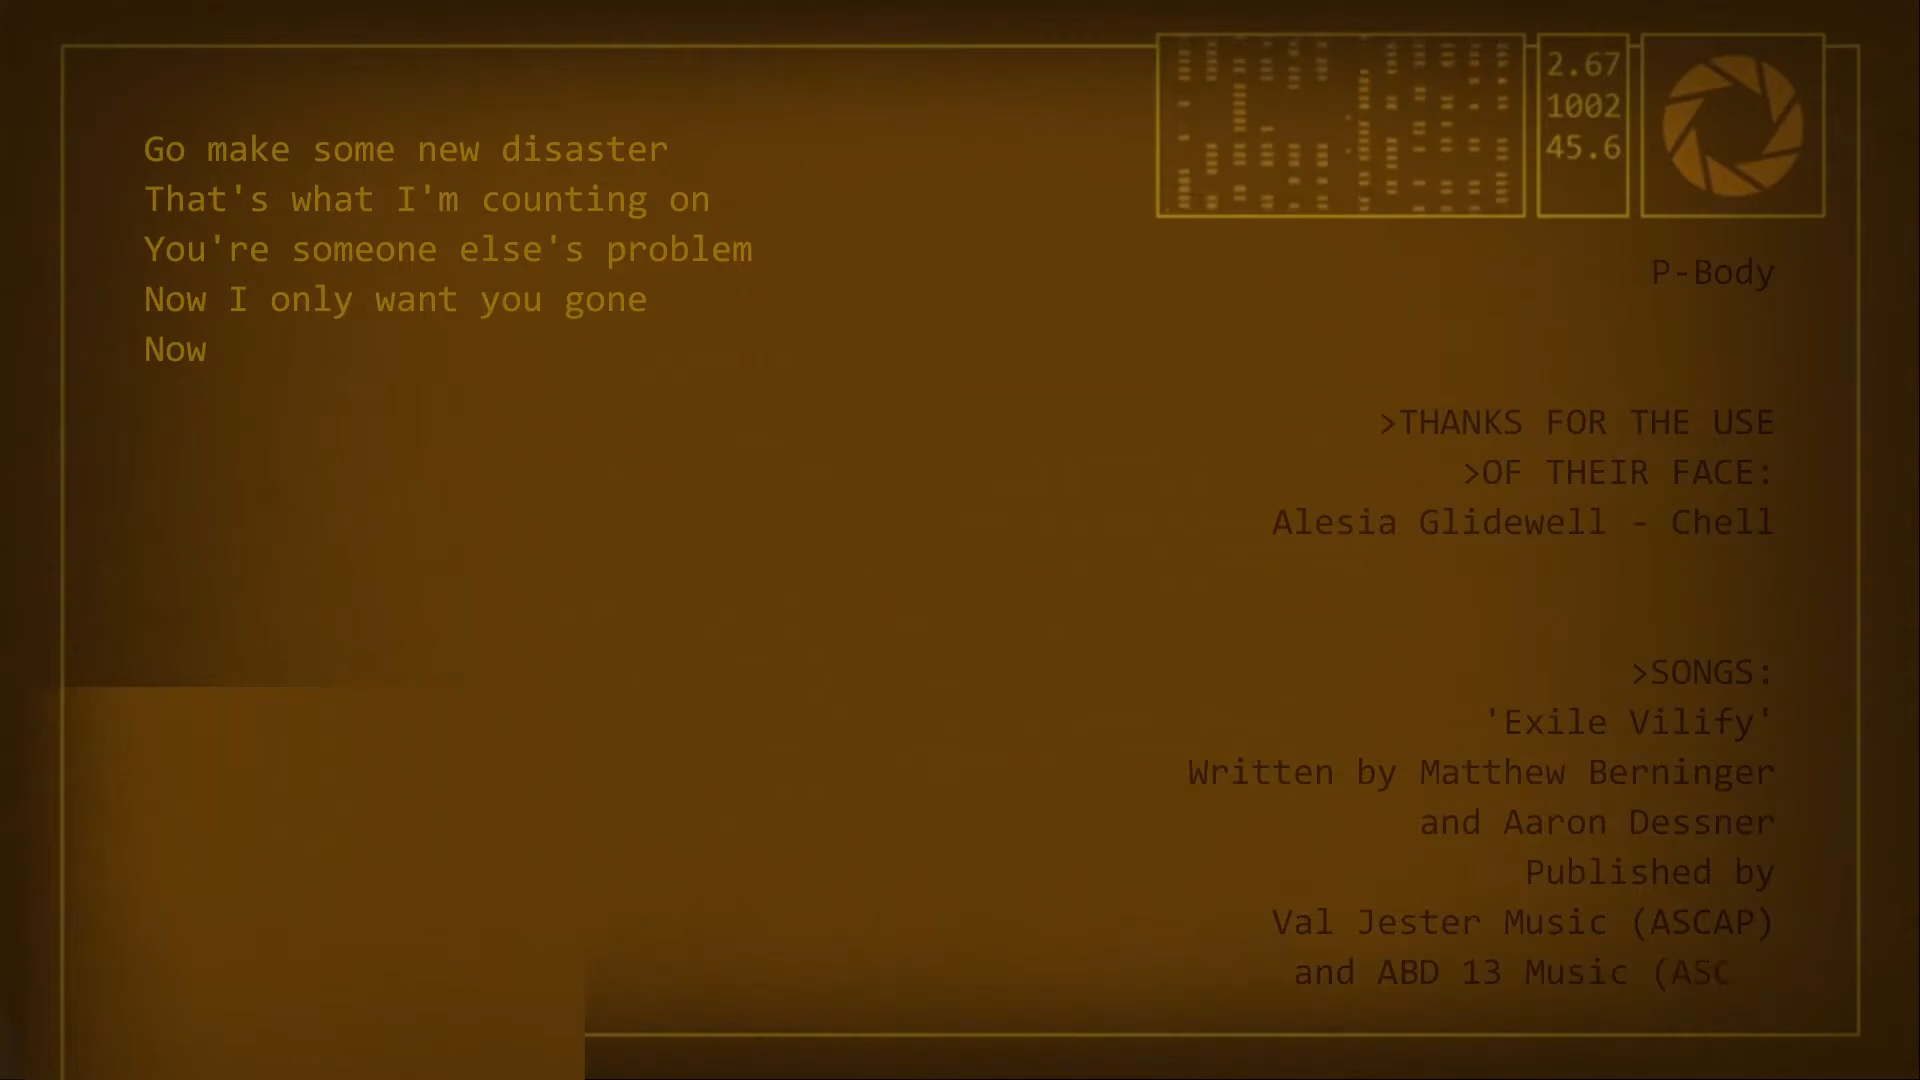 Go make some new disaster
That's what I'm counting on
You're someone else's problem
Now I only want you gone
Now
2.67
1002
45.6
P-Body
>THANKS FOR THE USE
>OF THEIR FACE:
Alesia Glidewell - Chell
>SONGS:
'Exile Vilify'
Written by Matthew Berninger
and Aaron Dessner
Published by
Val Jester Music (ASCAP)
and ABD 13 Music (ASC